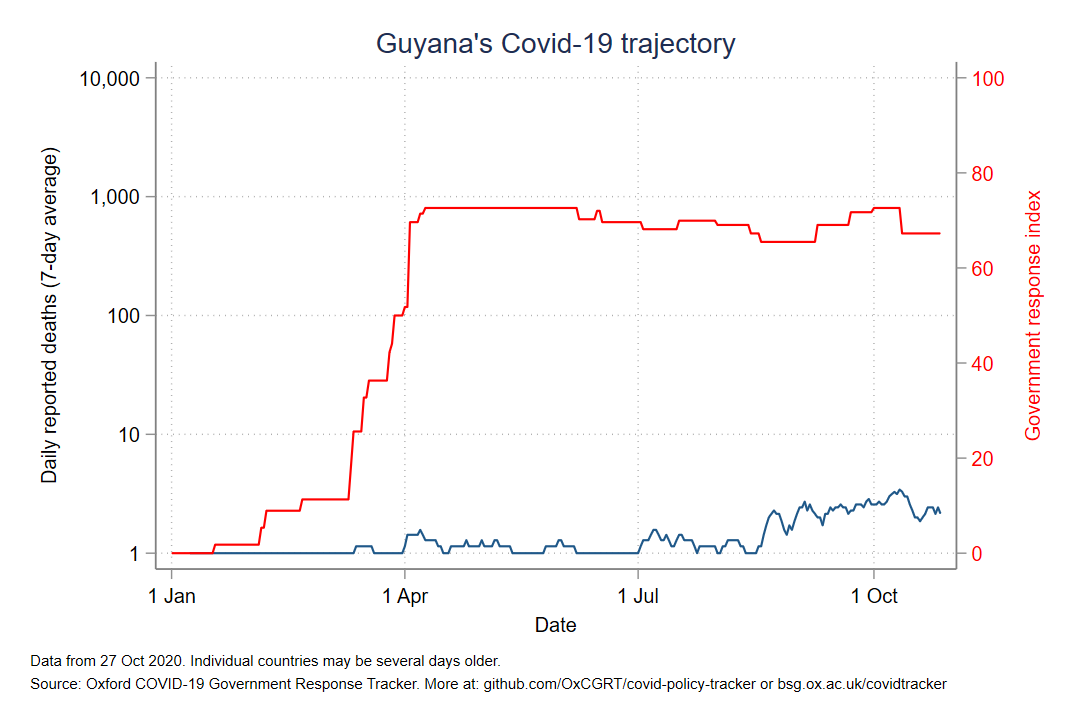 Guyana's Covid-19 trajectory
10,000
1,000
100
10
1
Daily reported deaths (7-day average)
100
80
60
40
20
0
Government response index
1 Jan
1 Apr
1 Jul
1 Oct
Date
Data from 27 Oct 2020. Individual countries may be several days older.
Source: Oxford COVID-19 Government Response Tracker. More at: github.com/OxCGRT/covid-policy-tracker or bsg.ox.ac.uk/covidtracker